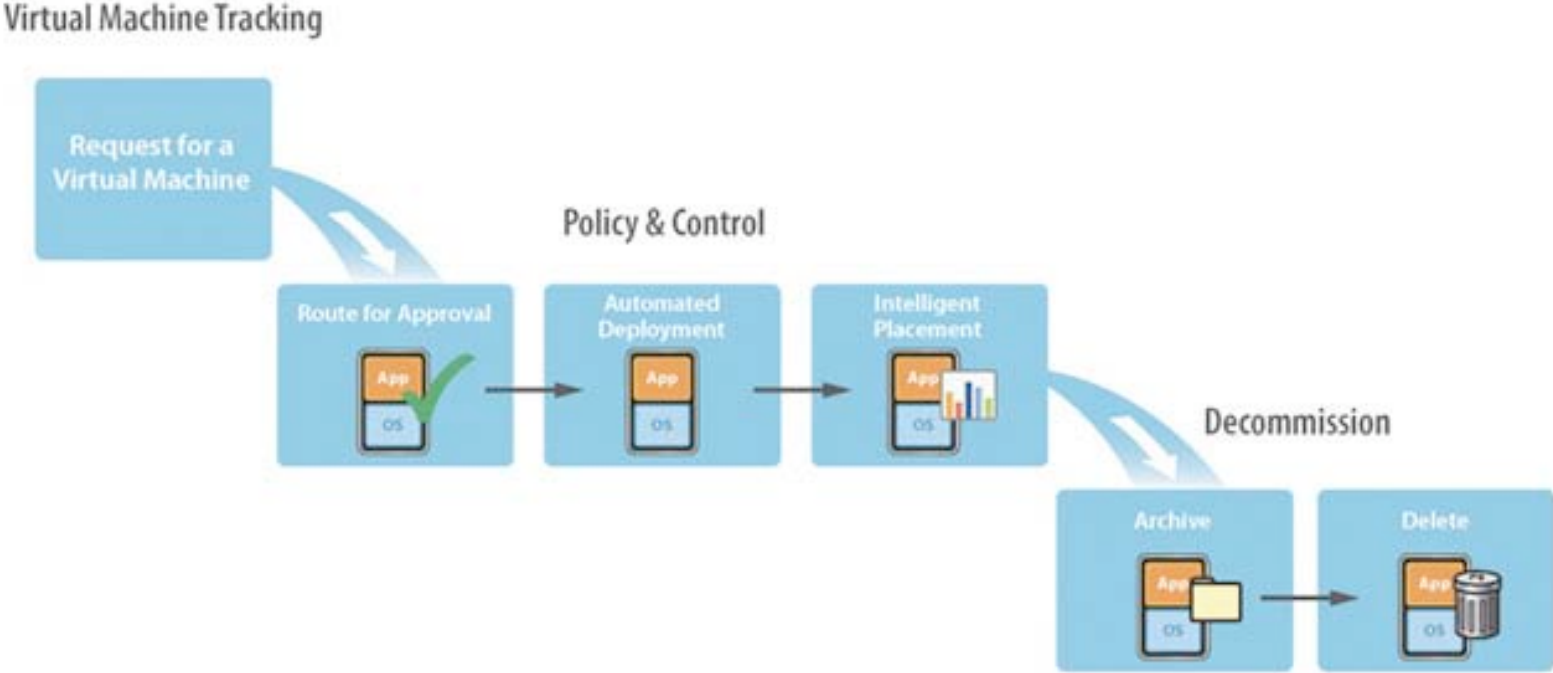 Virtual Machine Tracking
Request for a
Virtual Machine
Policy & Control
Route for Approval
App
OS
Automated
Deployment
App
OS
Intelligent
Placement
App
OS
Decommission
Archive
App
OS
Delete
App
OS